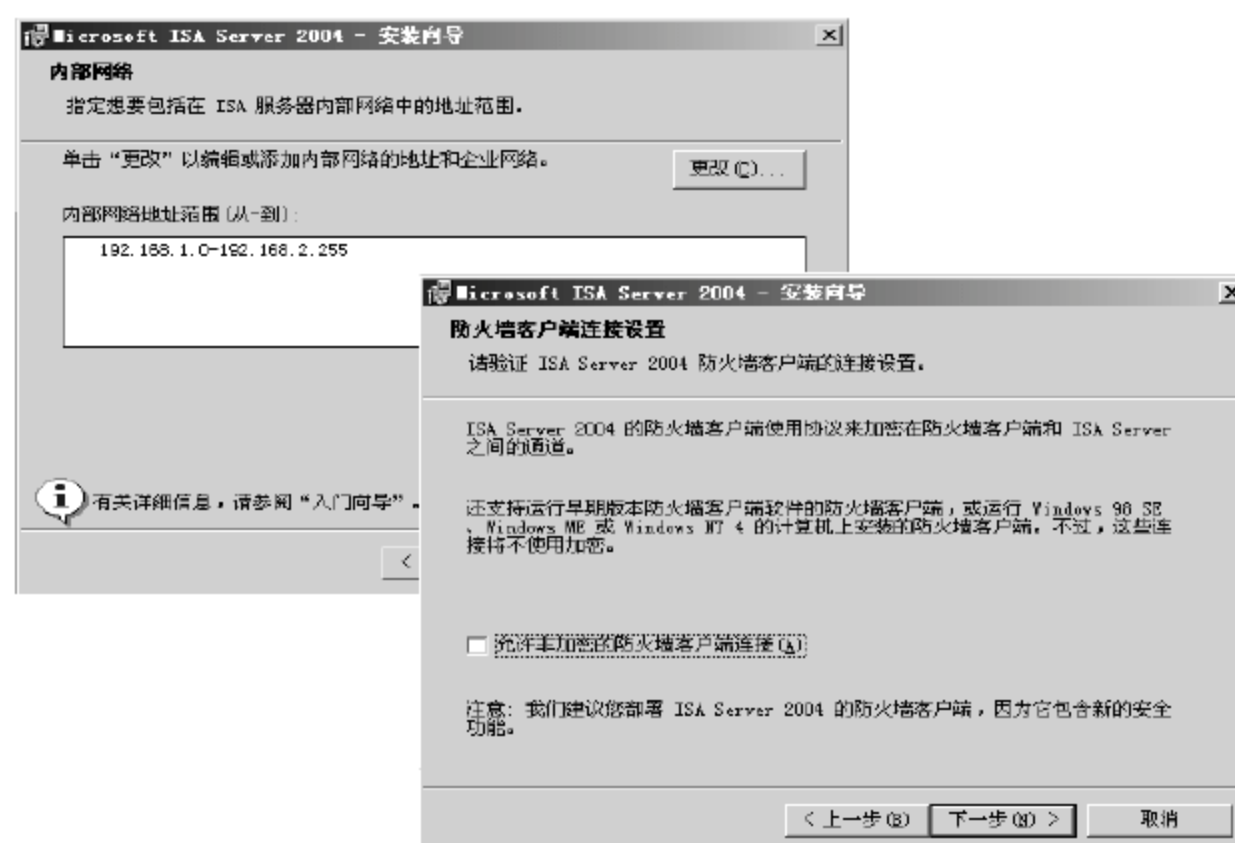 Microsoft ISA Server 2004 - 安装向导
内部网络
指定想要包括在 ISA 服务器内部网络中的地址范围。
单击“更改”以编辑或添加内部网络的地址和企业网络。
更改(C)...
内部网络地址范围(从-到):
192.168.1.0-192.168.2.255
有关详细信息，请参阅“入门向导”。
<
Microsoft ISA Server 2004 - 安装向导
防火墙客户端连接设置
请验证 ISA Server 2004 防火墙客户端的连接设置。
ISA Server 2004 的防火墙客户端使用协议来加密在防火墙客户端和 ISA Server
之间的通道。
还支持运行早期版本防火墙客户端软件的防火墙客户端，或运行 Windows 98 SE
、Windows ME 或 Windows NT 4 的计算机上安装的防火墙客户端。不过，这些连
接将不使用加密。
允许非加密的防火墙客户端连接(A)
注意: 我们建议您部署 ISA Server 2004 的防火墙客户端，因为它包含新的安全
功能。
< 上一步(B)
下一步(N) >
取消